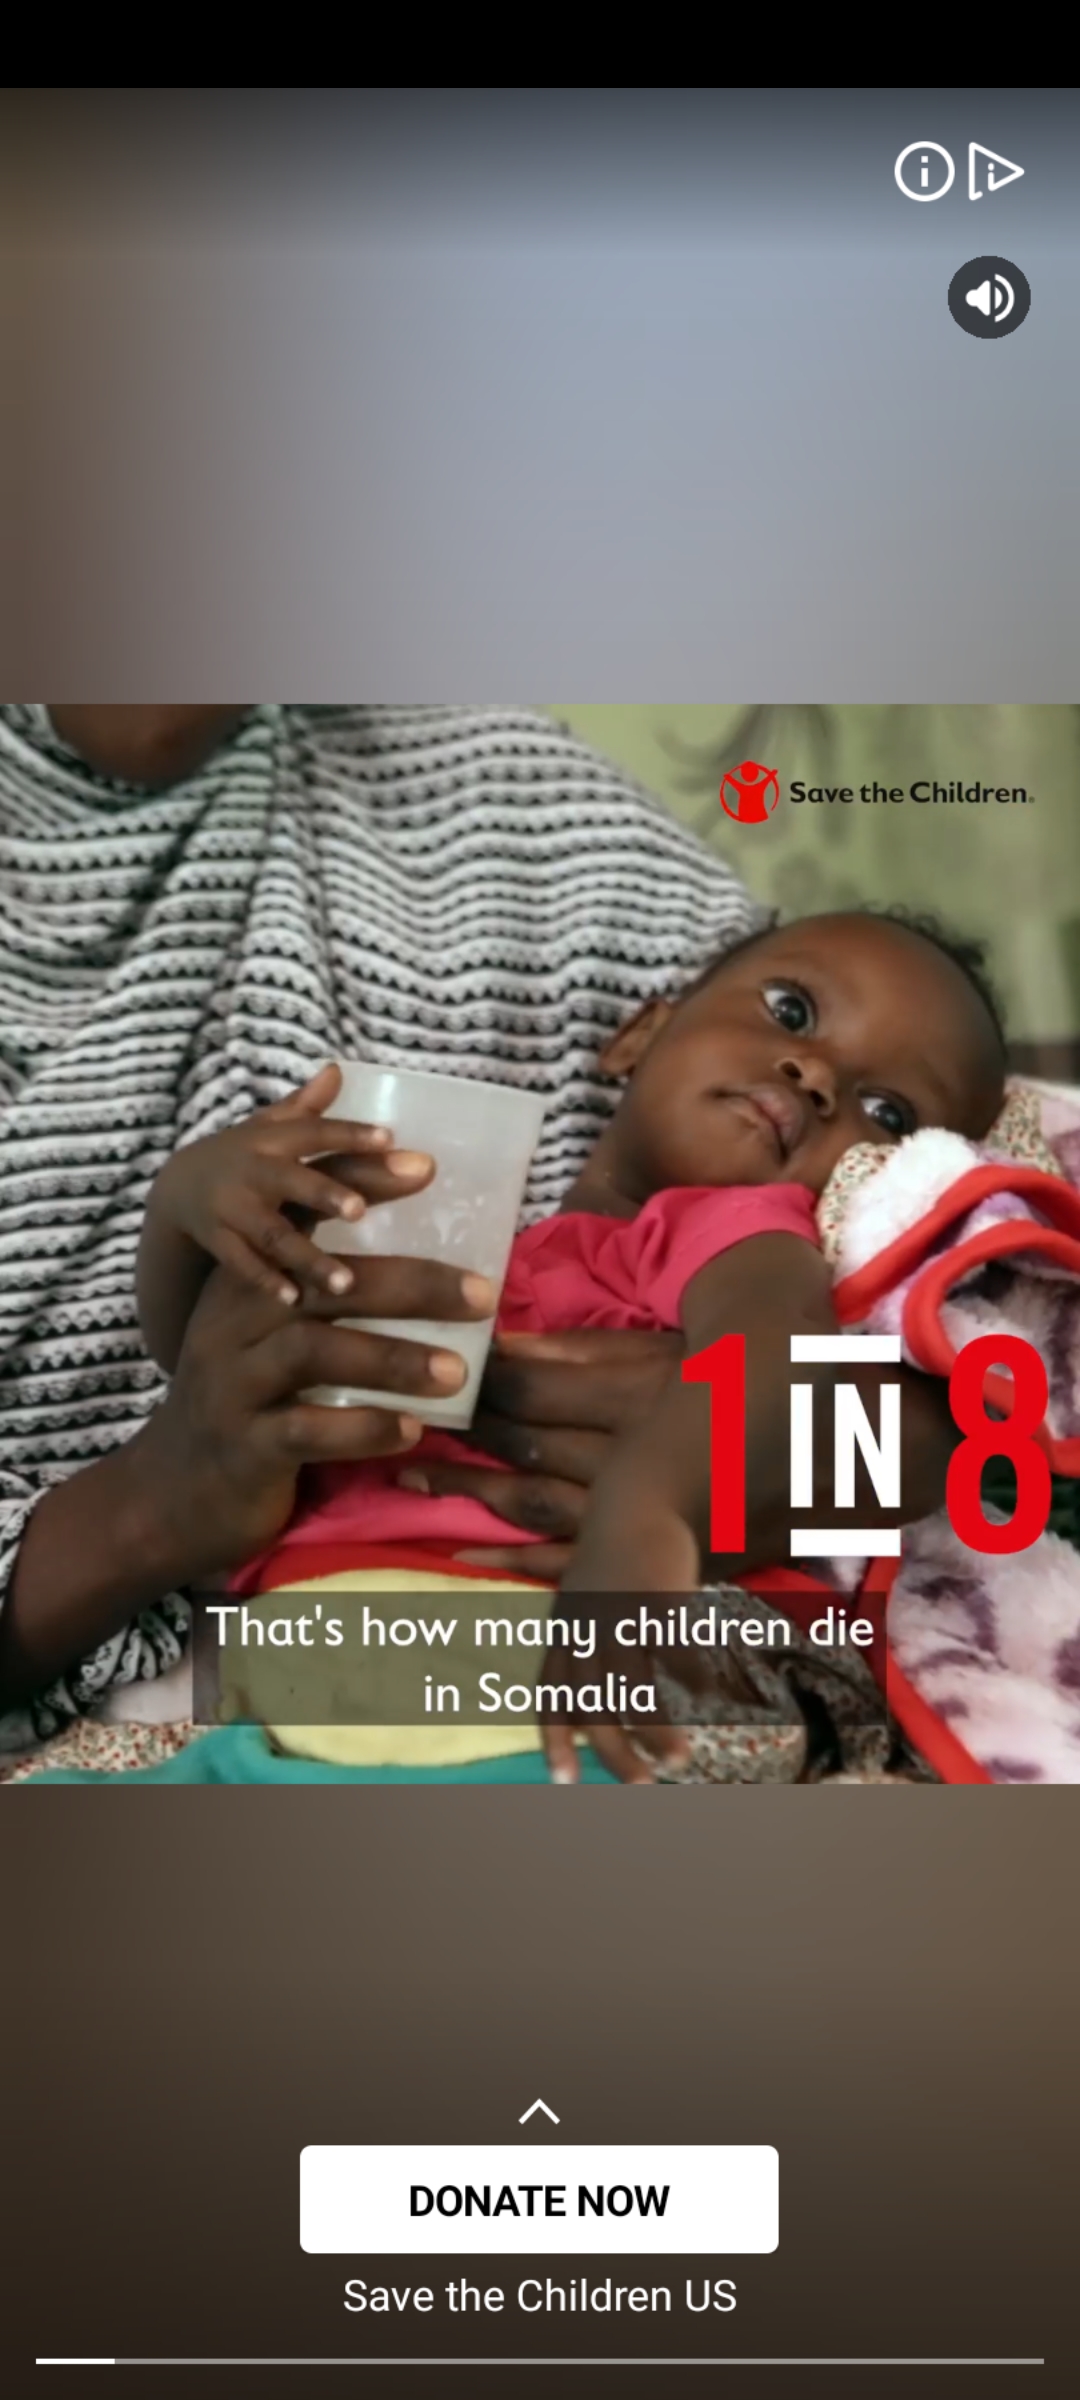 Save the Children.
1 IN 8
That's how many children die
in Somalia
DONATE NOW
Save the Children US